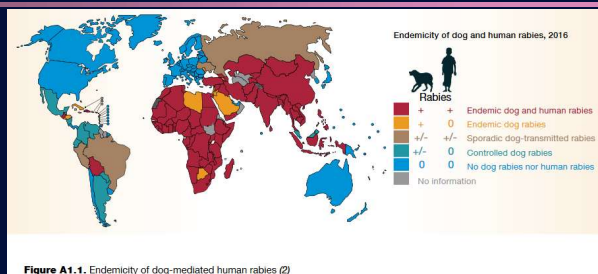 Endemicity of dog and human rabies, 2016
Rabies
+ + Endemic dog and human rabies
+ 0 Endemic dog rabies
+/- +/- Sporadic dog-transmitted rabies
+/- 0 Controlled dog rabies
0 0 No dog rabies nor human rabies
No information
Figure A1.1. Endemicity of dog-mediated human rabies (2)